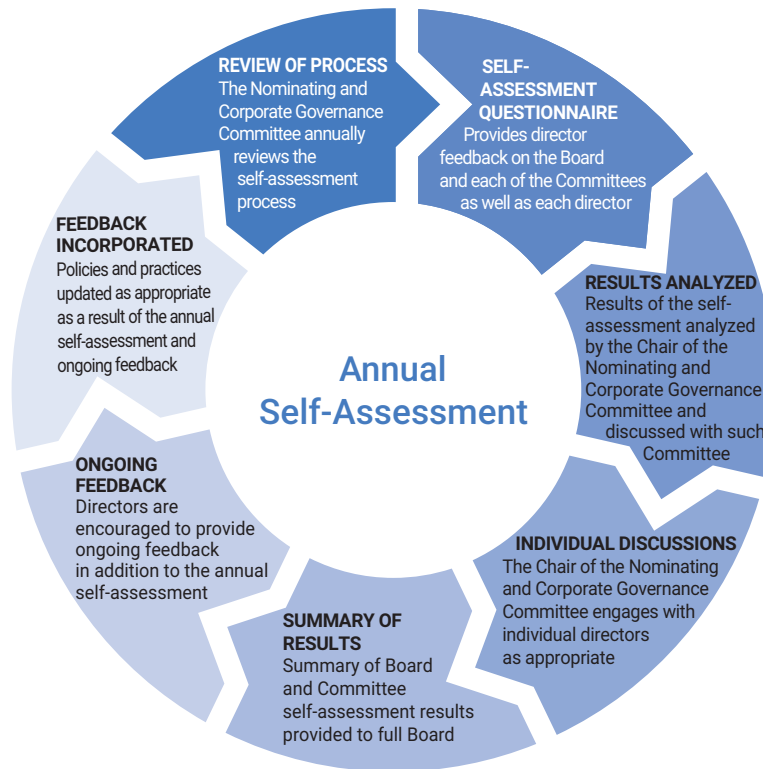 REVIEW OF PROCESS
The Nominating and
Corporate Governance
Committee annually
reviews the
self-assessment
process
SELF-
ASSESSMENT
QUESTIONNAIRE
Provides director
feedback on the Board
and each of the Committees
as well as each director
RESULTS ANALYZED
Results of the self-
assessment analyzed
by the Chair of the
Nominating and
Corporate Governance
Committee and
discussed with such
Committee
INDIVIDUAL DISCUSSIONS
The Chair of the Nominating
and Corporate Governance
Committee engages with
individual directors
as appropriate
SUMMARY OF
RESULTS
Summary of Board
and Committee
self-assessment results
provided to full Board
ONGOING
FEEDBACK
Directors are
encouraged to provide
ongoing feedback
in addition to the annual
self-assessment
FEEDBACK
INCORPORATED
Policies and practices
updated as appropriate
as a result of the annual
self-assessment and
ongoing feedback
Annual
Self-Assessment